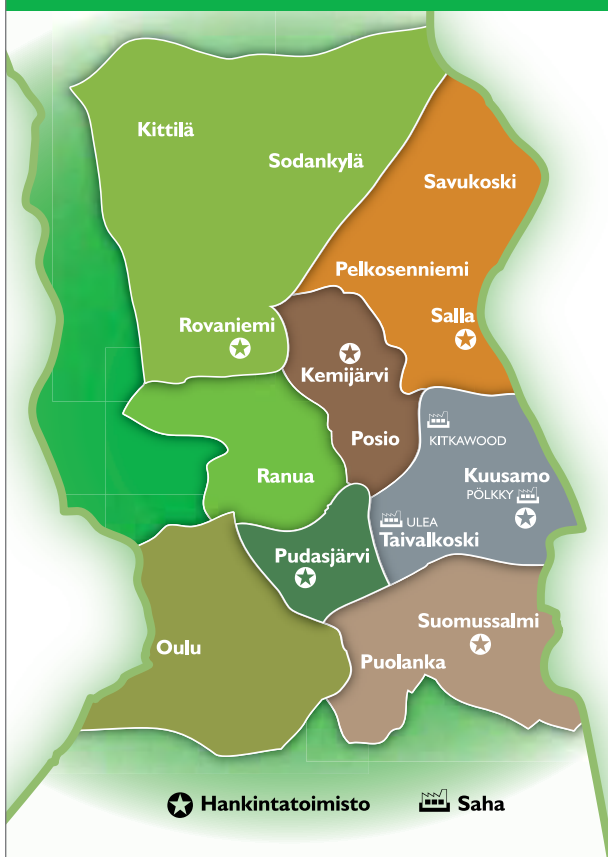 Kittilä
Sodankylä
Savukoski
Pelkosenniemi
Rovaniemi
Salla
Kemijärvi
Posio
KITKAWOOD
Ranua
Kuusamo
PÖLKKY
ULEA
Taivalkoski
Pudasjärvi
Suomussalmi
Oulu
Puolanka
Hankintatoimisto
Saha